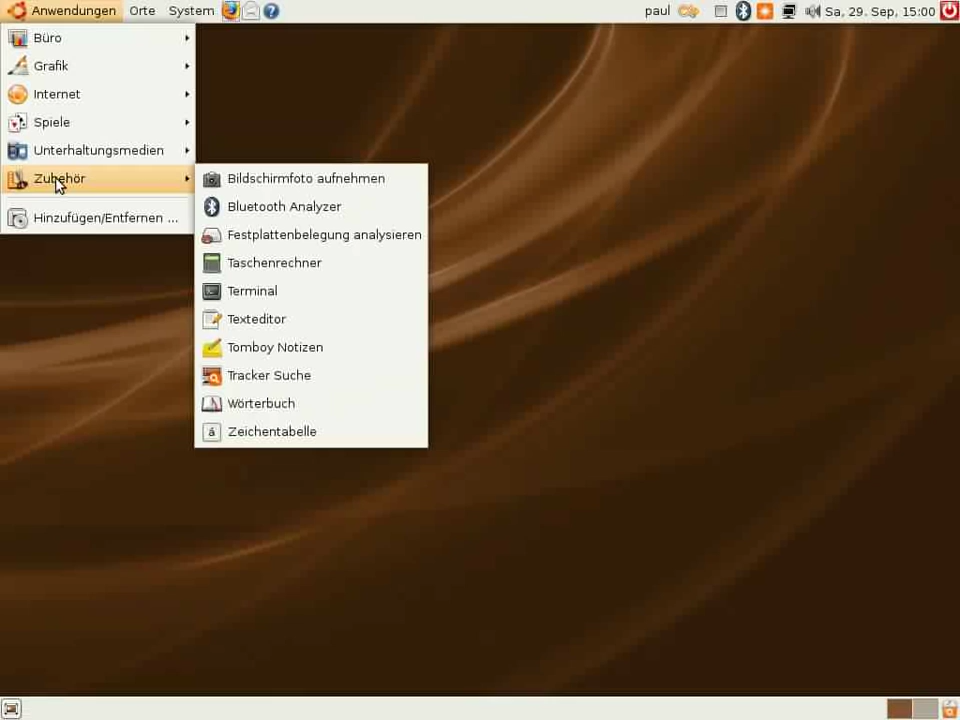 Anwendungen Orte System paul Sa, 29. Sep, 15:00
Büro
Grafik
Internet
Spiele
Unterhaltungsmedien
Zubehör
Hinzufügen/Entfernen ...
Bildschirmfoto aufnehmen
Bluetooth Analyzer
Festplattenbelegung analysieren
Taschenrechner
Terminal
Texteditor
Tomboy Notizen
Tracker Suche
Wörterbuch
á Zeichentabelle